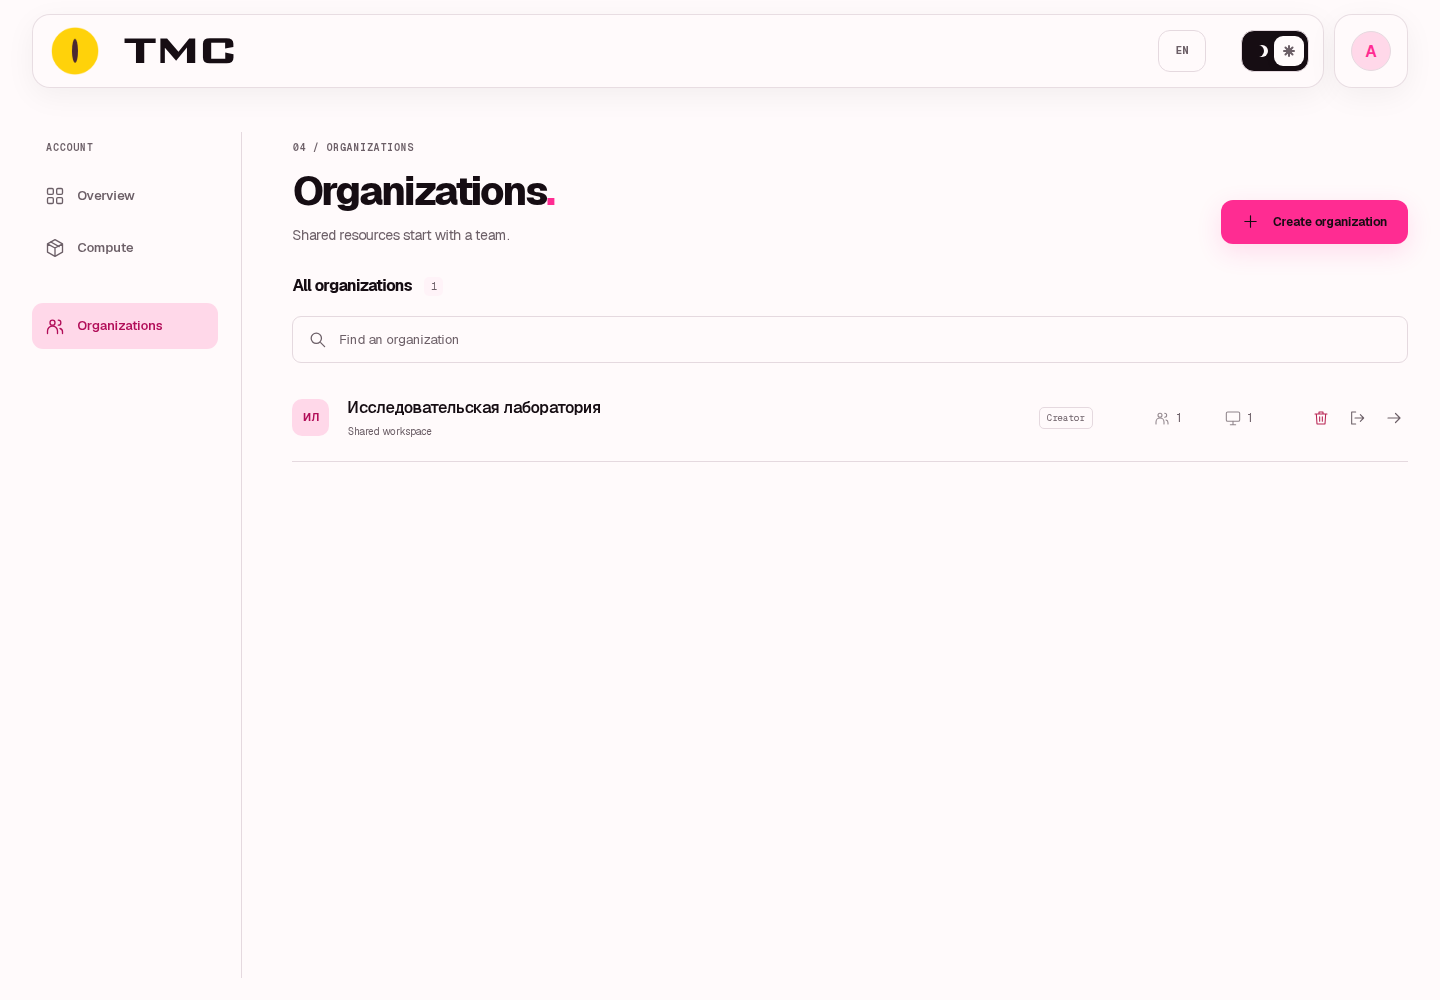 TMC
EN
A
ACCOUNT
Overview
Compute
Organizations
04 / ORGANIZATIONS
Organizations.
Shared resources start with a team.
Create organization
All organizations 1
Find an organization
ИЛ
Исследовательская лаборатория
Shared workspace
Creator
1
1